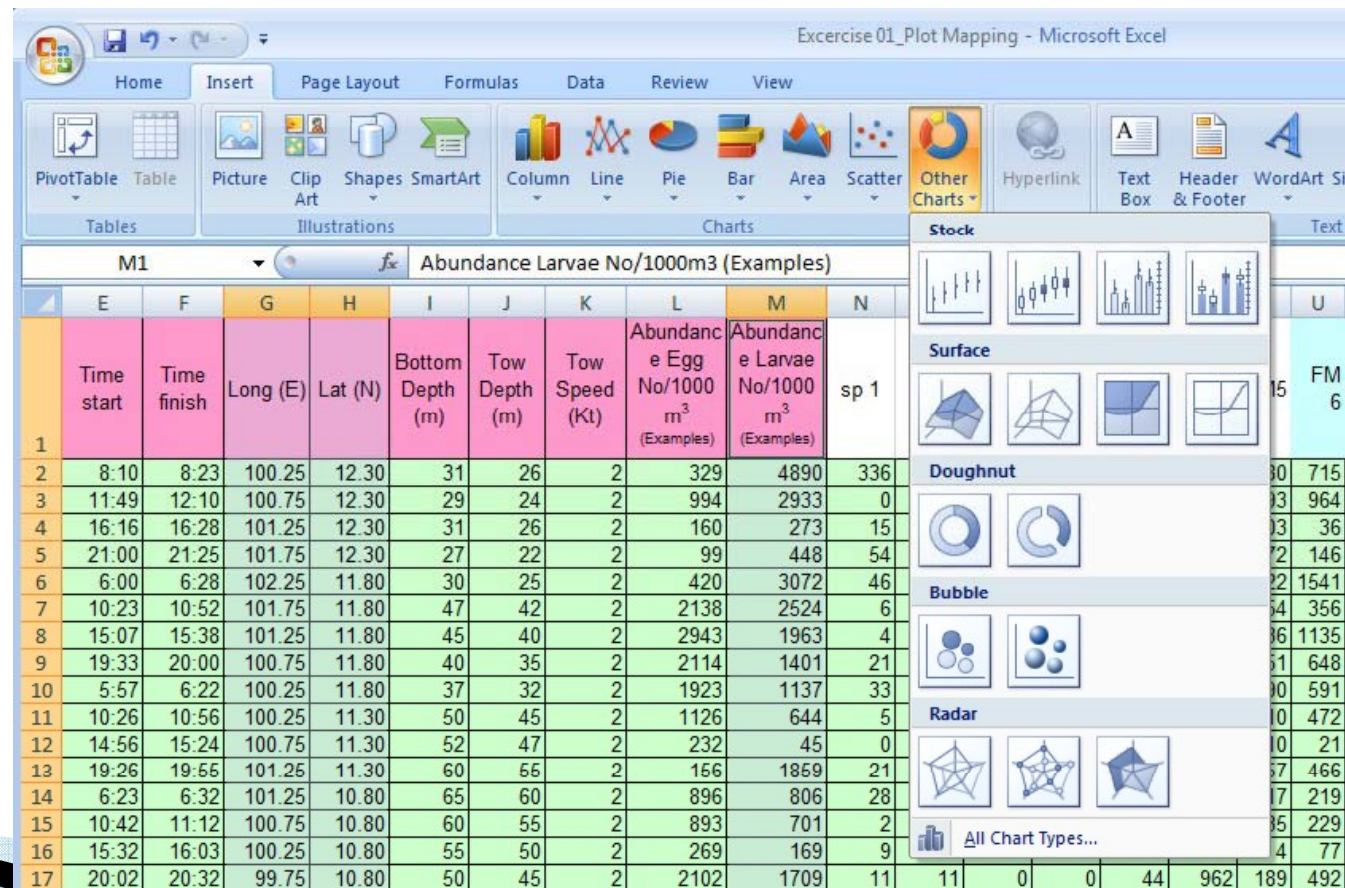 Excercise 01_Plot Mapping - Microsoft Excel
Home Insert Page Layout Formulas Data Review View
PivotTable Table Picture Clip Art Shapes SmartArt Column Line Pie Bar Area Scatter Other Charts Hyperlink Text Box Header & Footer WordArt
Tables Illustrations Charts Text
M1 fx Abundance Larvae No/1000m3 (Examples)
E F G H I J K L M N U
1 Time start Time finish Long (E) Lat (N) Bottom Depth (m) Tow Depth (m) Tow Speed (Kt) Abundance Egg No/1000 m³ (Examples) Abundance Larvae No/1000 m³ (Examples) sp 1 FM 6
2 8:10 8:23 100.25 12.30 31 26 2 329 4890 336 715
3 11:49 12:10 100.75 12.30 29 24 2 994 2933 0 964
4 16:16 16:28 101.25 12.30 31 26 2 160 273 15 36
5 21:00 21:25 101.75 12.30 27 22 2 99 448 54 146
6 6:00 6:28 102.25 11.80 30 25 2 420 3072 46 1541
7 10:23 10:52 101.75 11.80 47 42 2 2138 2524 6 356
8 15:07 15:38 101.25 11.80 45 40 2 2943 1963 4 1135
9 19:33 20:00 100.75 11.80 40 35 2 2114 1401 21 648
10 5:57 6:22 100.25 11.80 37 32 2 1923 1137 33 591
11 10:26 10:56 100.25 11.30 50 45 2 1126 644 5 472
12 14:56 15:24 100.75 11.30 52 47 2 232 45 0 21
13 19:26 19:55 101.25 11.30 60 55 2 156 1859 21 466
14 6:23 6:32 101.25 10.80 65 60 2 896 806 28 219
15 10:42 11:12 100.75 10.80 60 55 2 893 701 2 229
16 15:32 16:03 100.25 10.80 55 50 2 269 169 9 4 77
17 20:02 20:32 99.75 10.80 50 45 2 2102 1709 11 11 0 0 44 962 189 492
Stock
Surface
Doughnut
Bubble
Radar
All Chart Types...